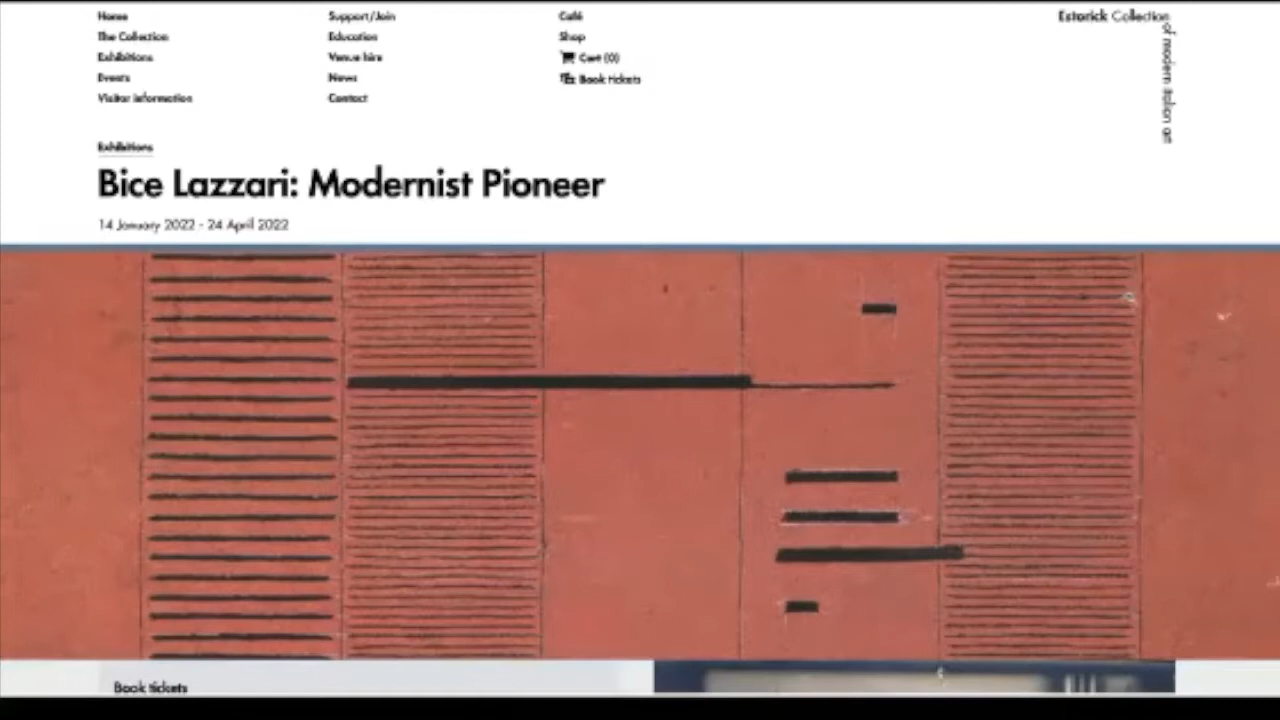 Home
The Collection
Exhibitions
Events
Visitor information
Support/Join
Education
Venue hire
News
Contact
Café
Shop
Cart (0)
Book tickets
Estorick Collection
of modern italian art
Exhibitions
Bice Lazzari: Modernist Pioneer
14 January 2022 - 24 April 2022
Book tickets